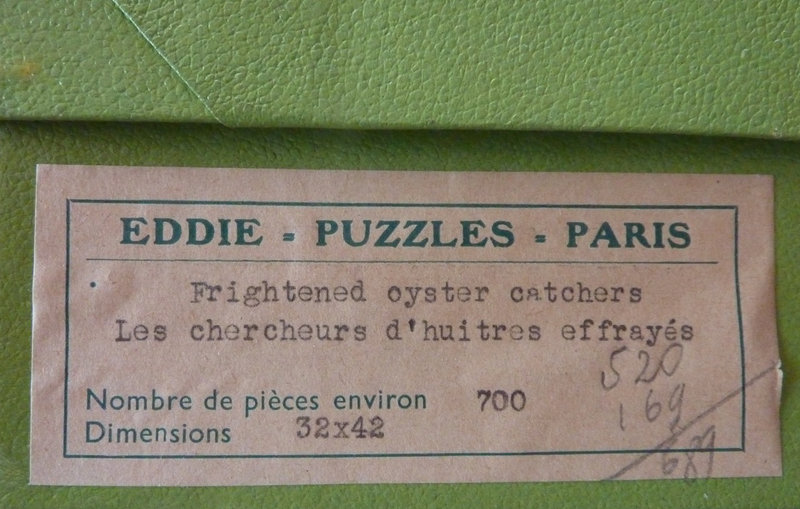 EDDIE - PUZZLES - PARIS
Frightened oyster catchers
Les chercheurs d'huitres effrayés
520
169
689
Nombre de pièces environ 700
Dimensions 32x42